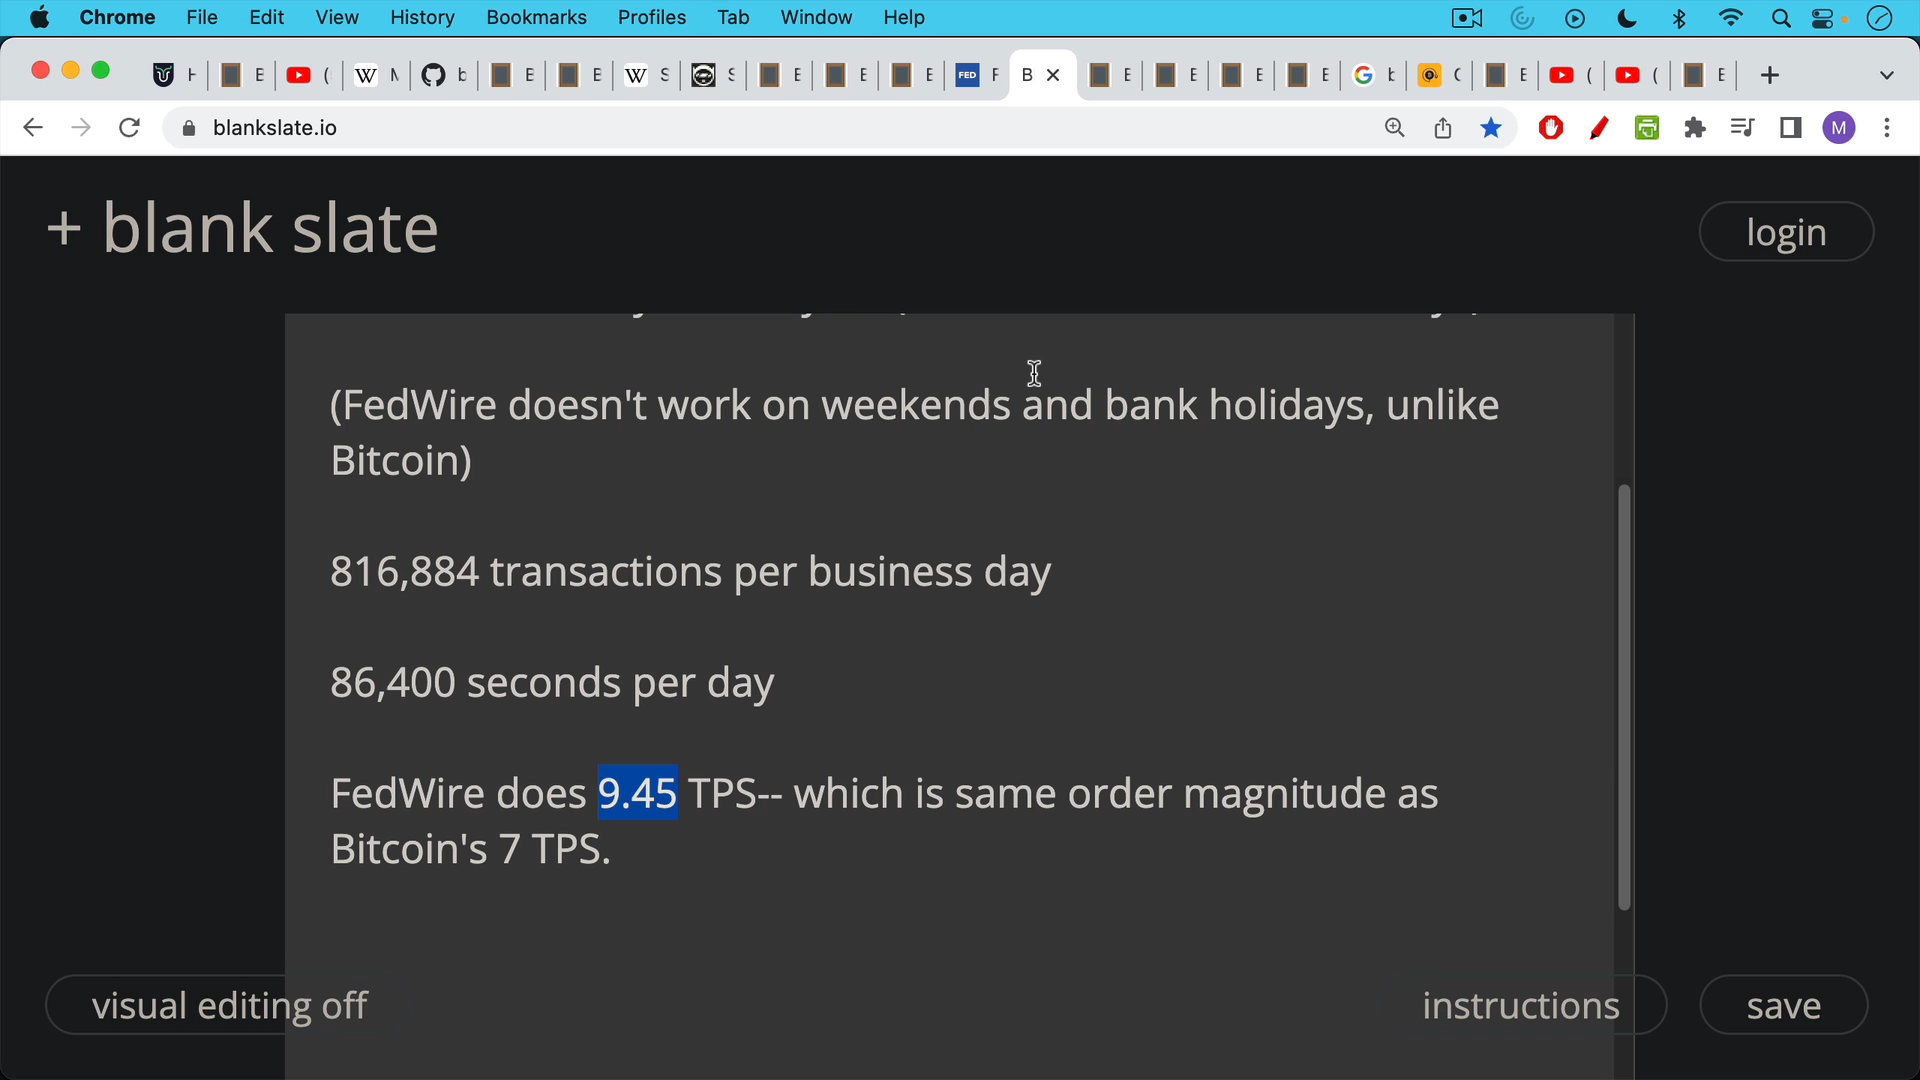 Chrome File Edit View History Bookmarks Profiles Tab Window Help
H E ( W N b E E W S S E E E FED F B E E E E G b C E ( ( E
blankslate.io
M
+ blank slate
login
(FedWire doesn't work on weekends and bank holidays, unlike
Bitcoin)
816,884 transactions per business day
86,400 seconds per day
FedWire does 9.45 TPS-- which is same order magnitude as
Bitcoin's 7 TPS.
visual editing off
instructions
save